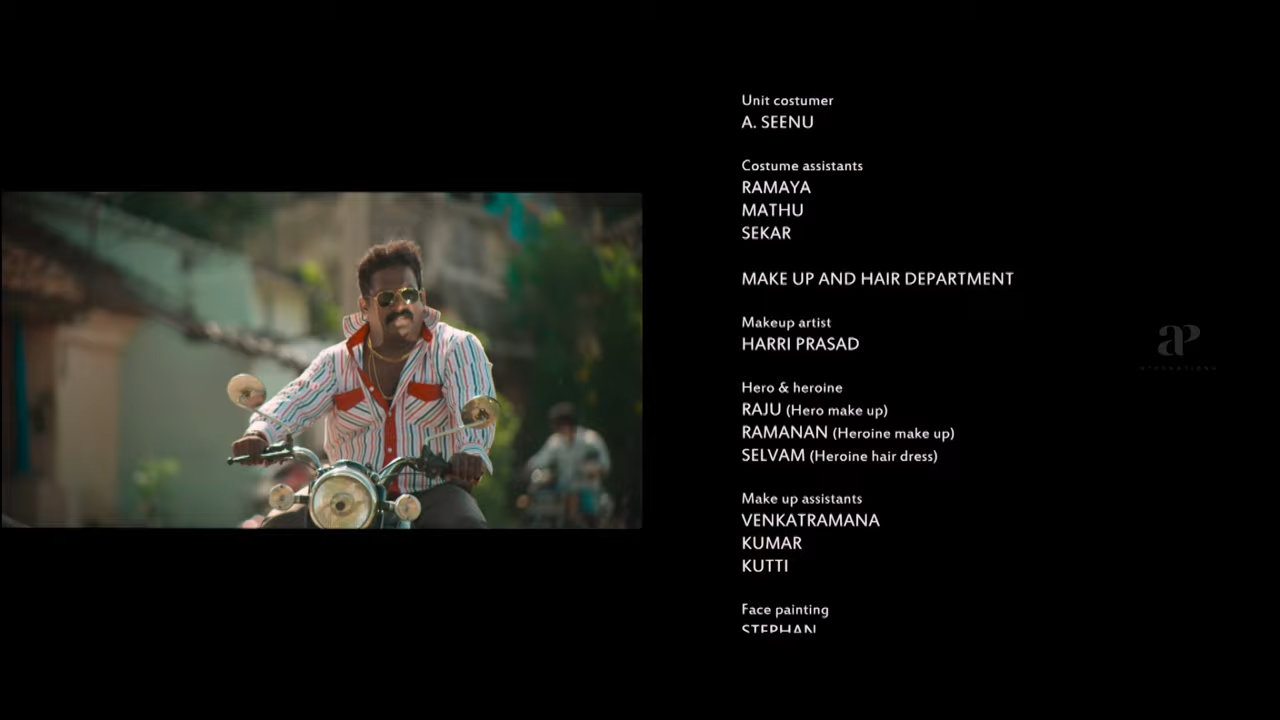 Unit costumer
A. SEENU
Costume assistants
RAMAYA
MATHU
SEKAR
MAKE UP AND HAIR DEPARTMENT
Makeup artist
HARRI PRASAD
Hero & heroine
RAJU (Hero make up)
RAMANAN (Heroine make up)
SELVAM (Heroine hair dress)
Make up assistants
VENKATRAMANA
KUMAR
KUTTI
Face painting
STEPHAN
ap